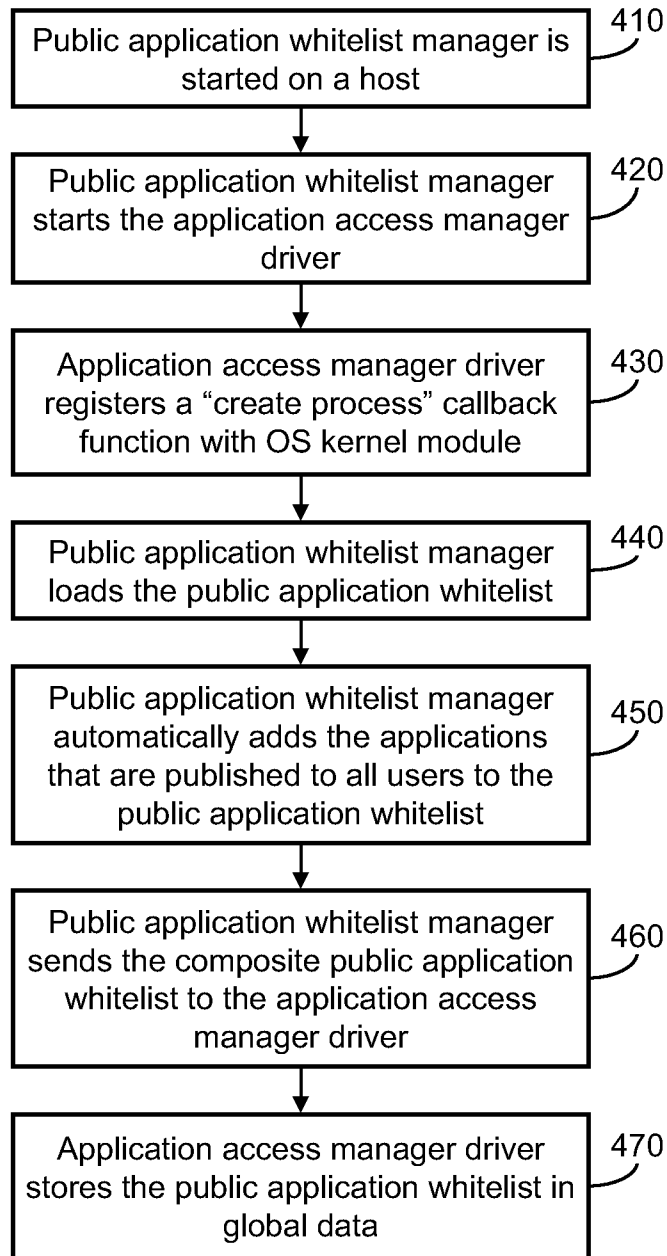 Public application whitelist manager is
started on a host
410
Public application whitelist manager
starts the application access manager
driver
420
Application access manager driver
registers a “create process” callback
function with OS kernel module
430
Public application whitelist manager
loads the public application whitelist
440
Public application whitelist manager
automatically adds the applications
that are published to all users to the
public application whitelist
450
Public application whitelist manager
sends the composite public application
whitelist to the application access
manager driver
460
Application access manager driver
stores the public application whitelist in
global data
470